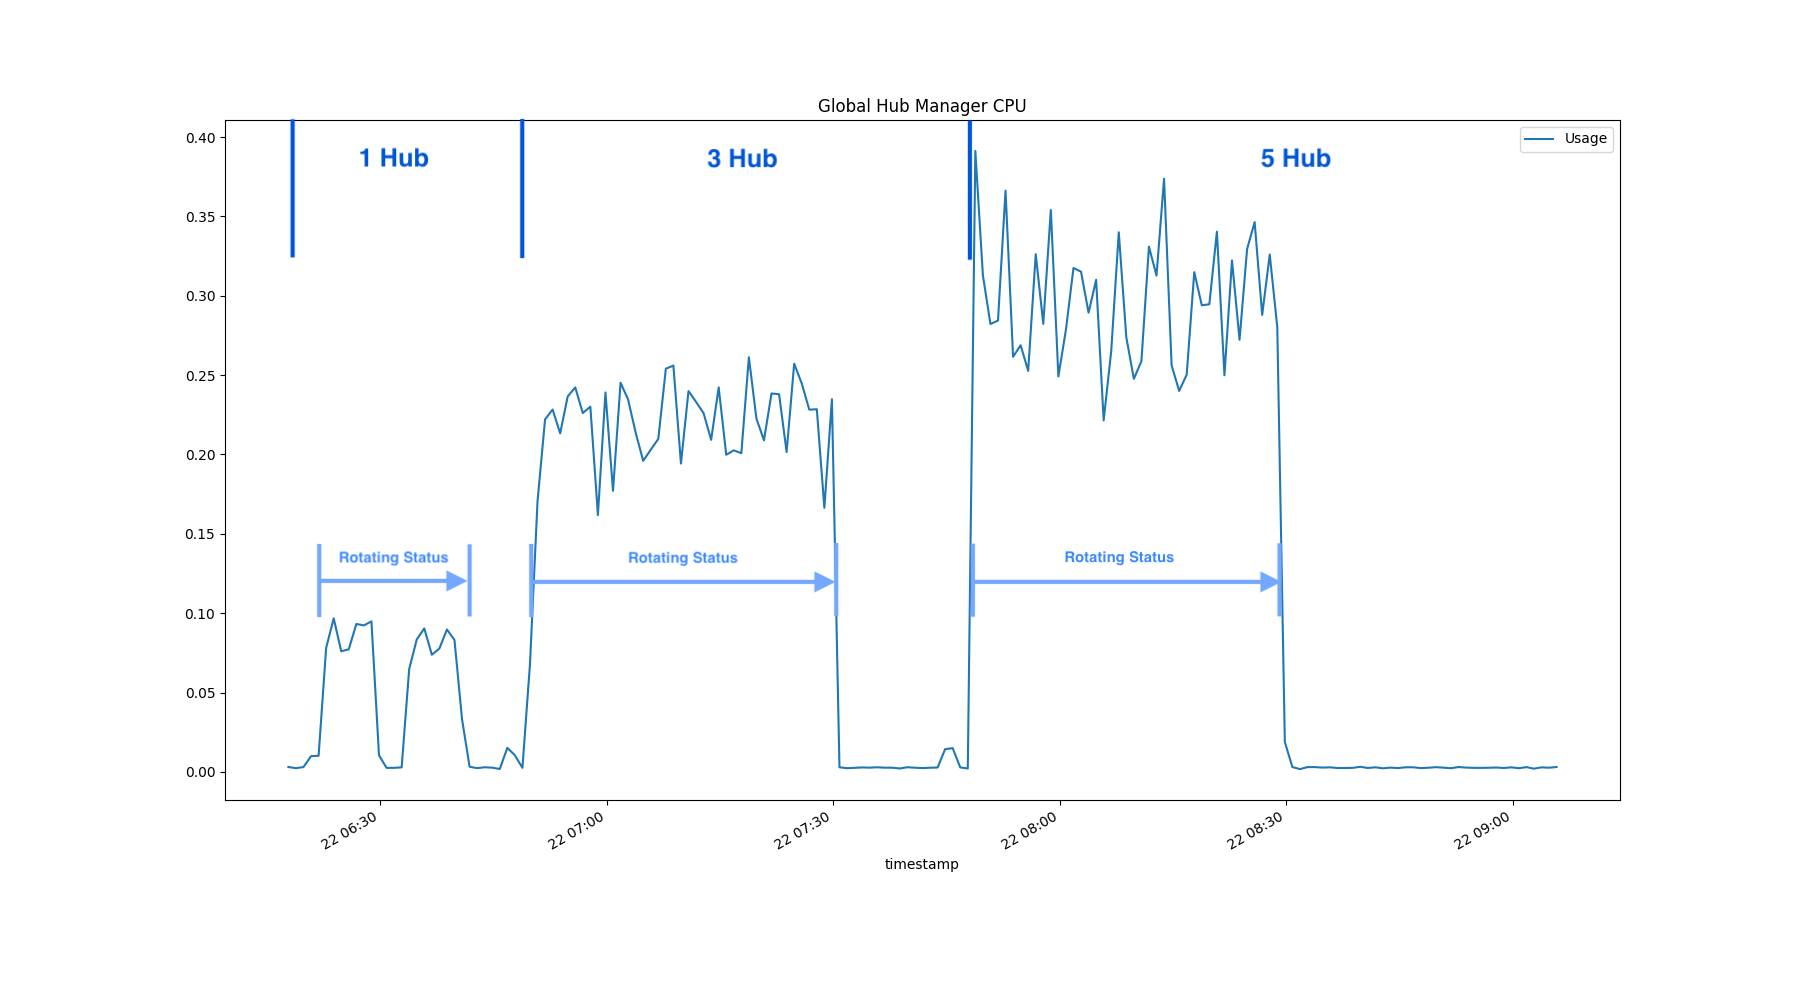 Global Hub Manager CPU
Usage
1 Hub
3 Hub
5 Hub
0.40
0.35
0.30
0.25
0.20
0.15
0.10
0.05
0.00
Rotating Status
Rotating Status
Rotating Status
22 06:30
22 07:00
22 07:30
22 08:00
22 08:30
22 09:00
timestamp